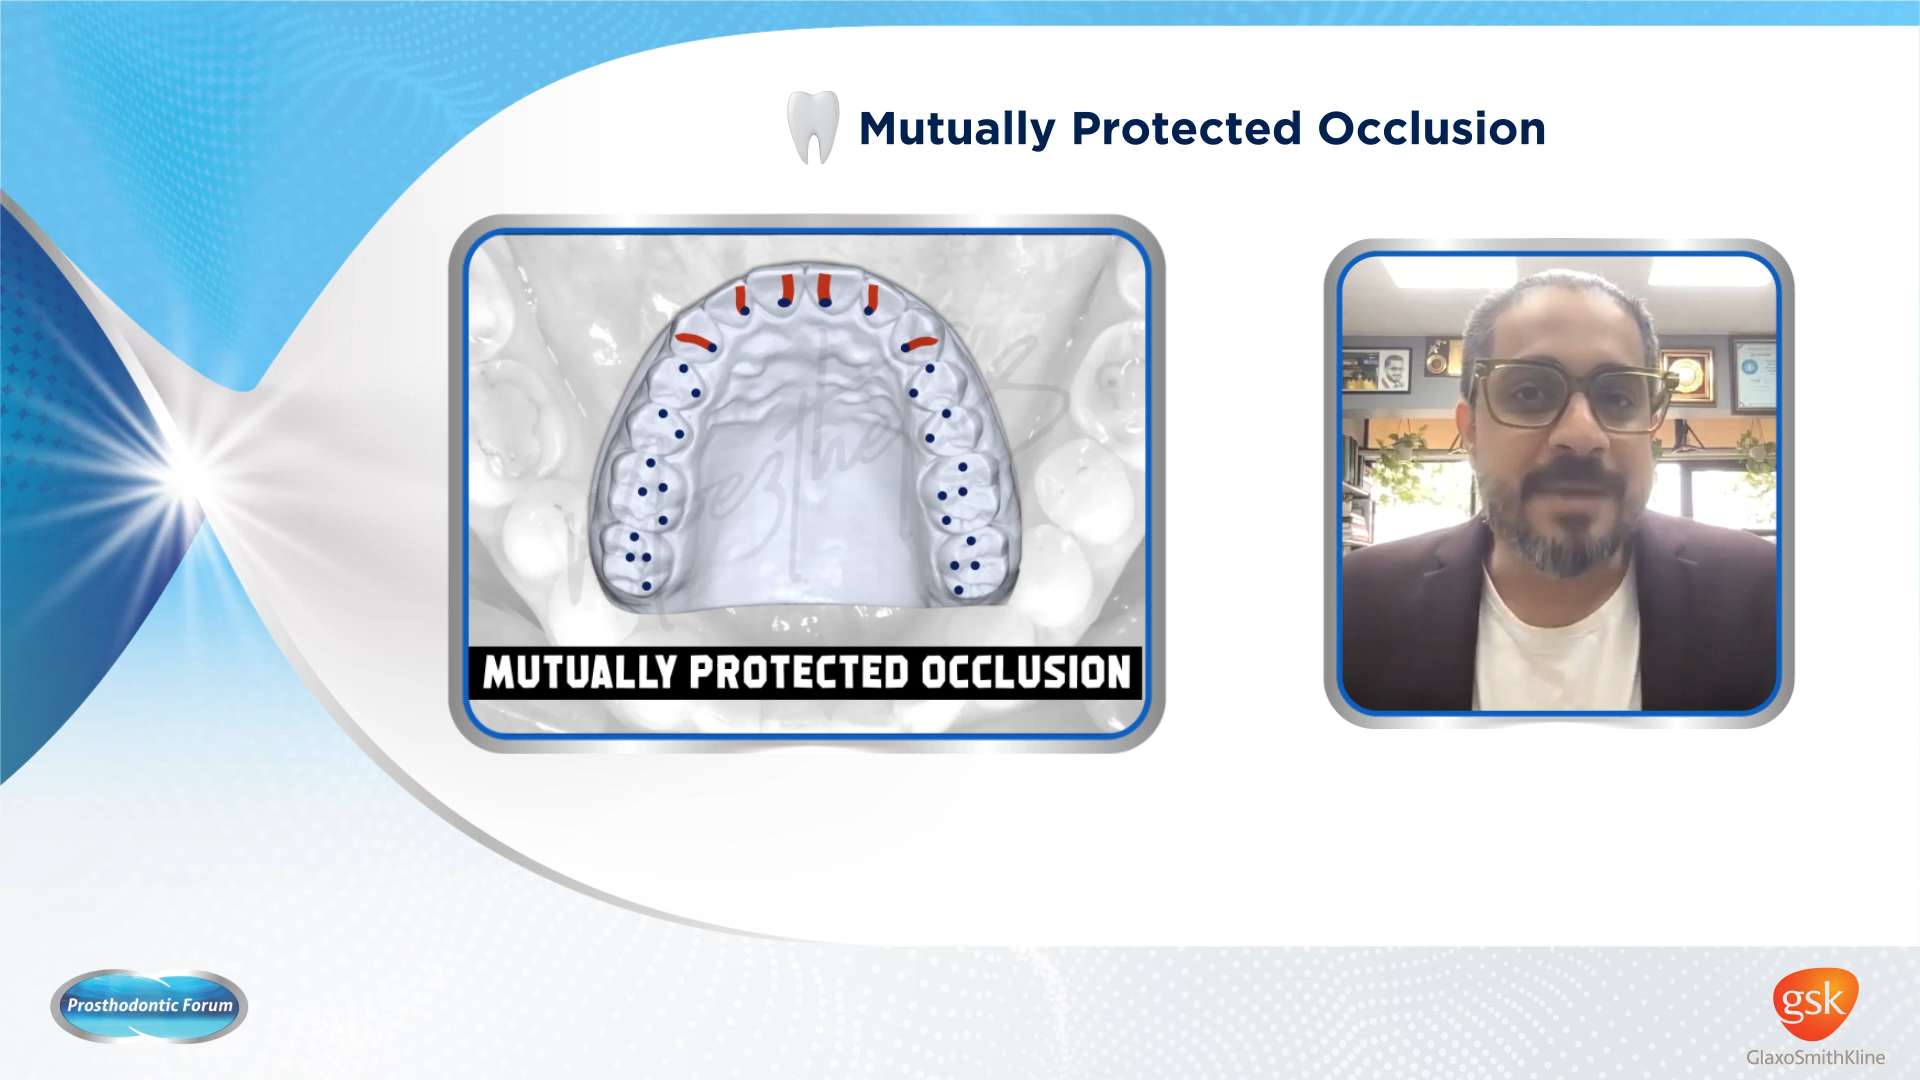 Mutually Protected Occlusion
MUTUALLY PROTECTED OCCLUSION
Prosthodontic Forum
gsk
GlaxoSmithKline